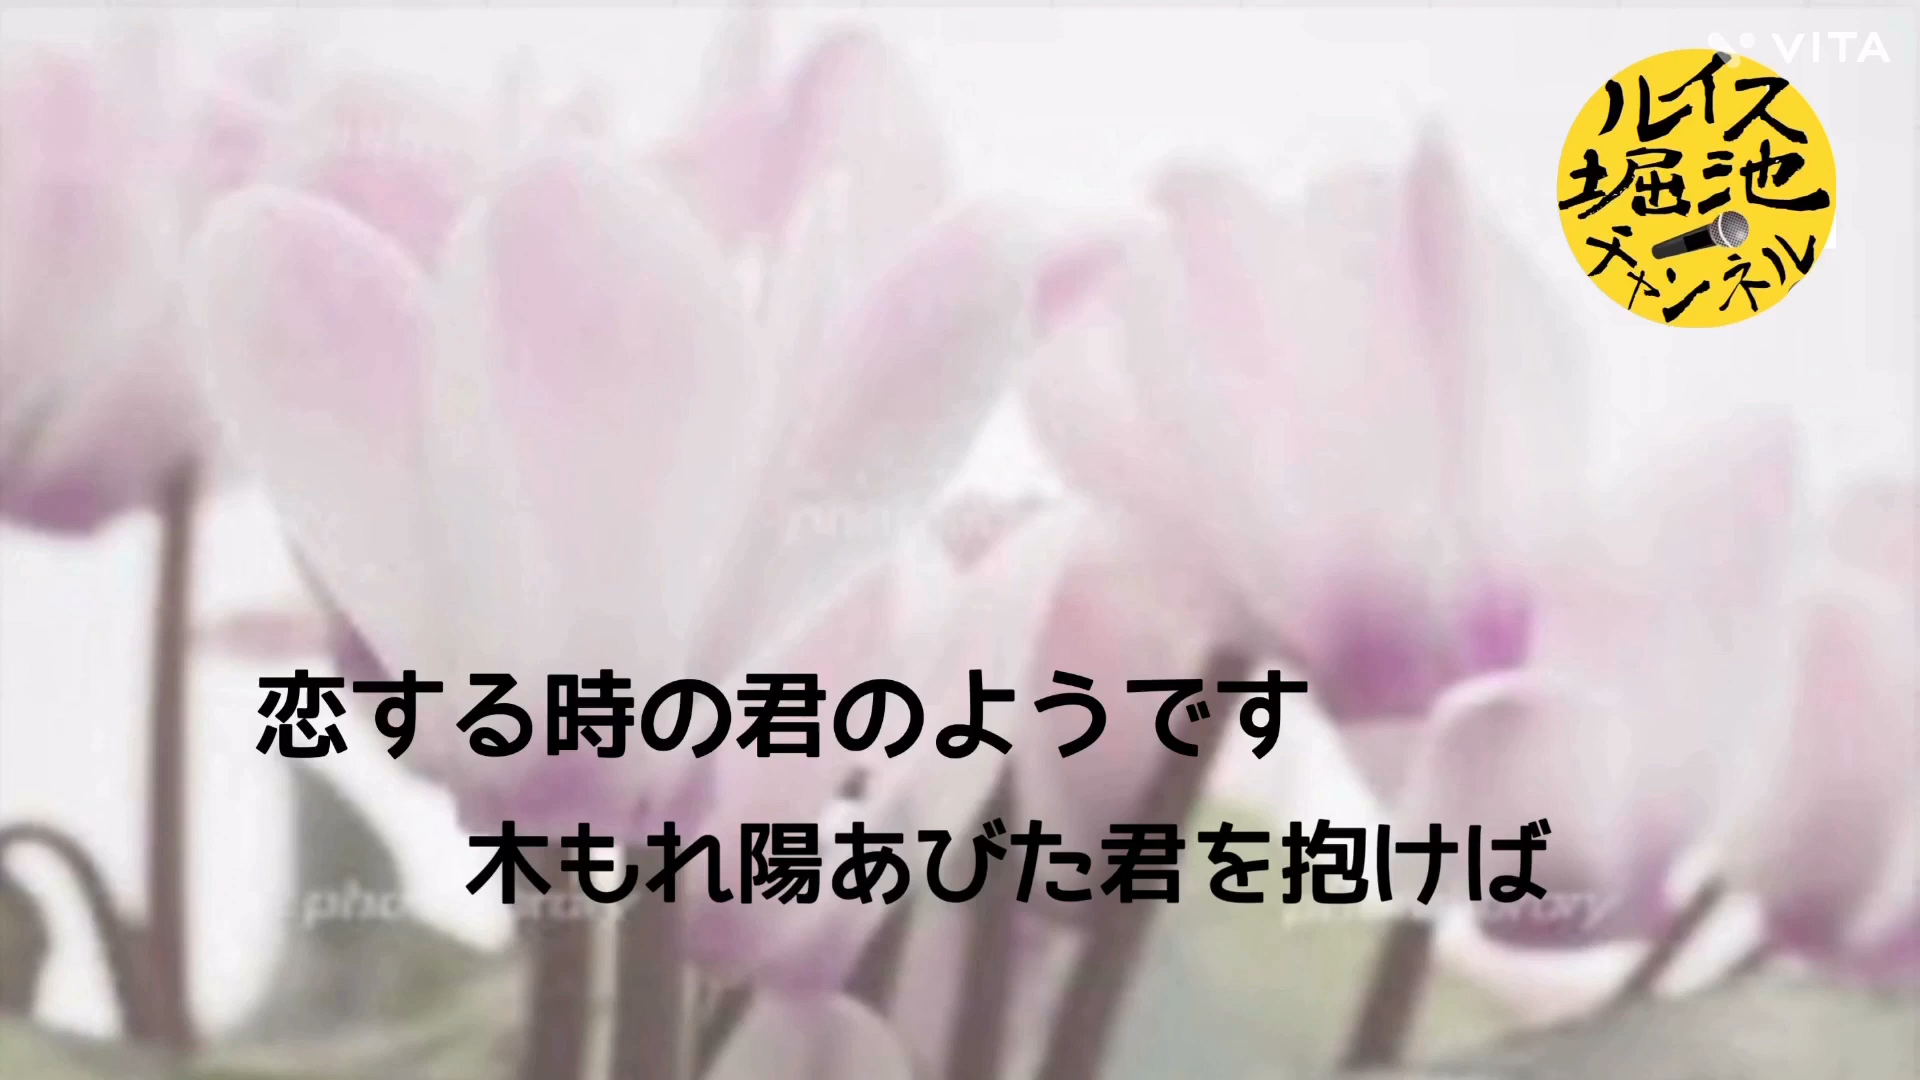 VITA
ルイス
堀池
チャンネル
恋する時の君のようです
木もれ陽あびた君を抱けば